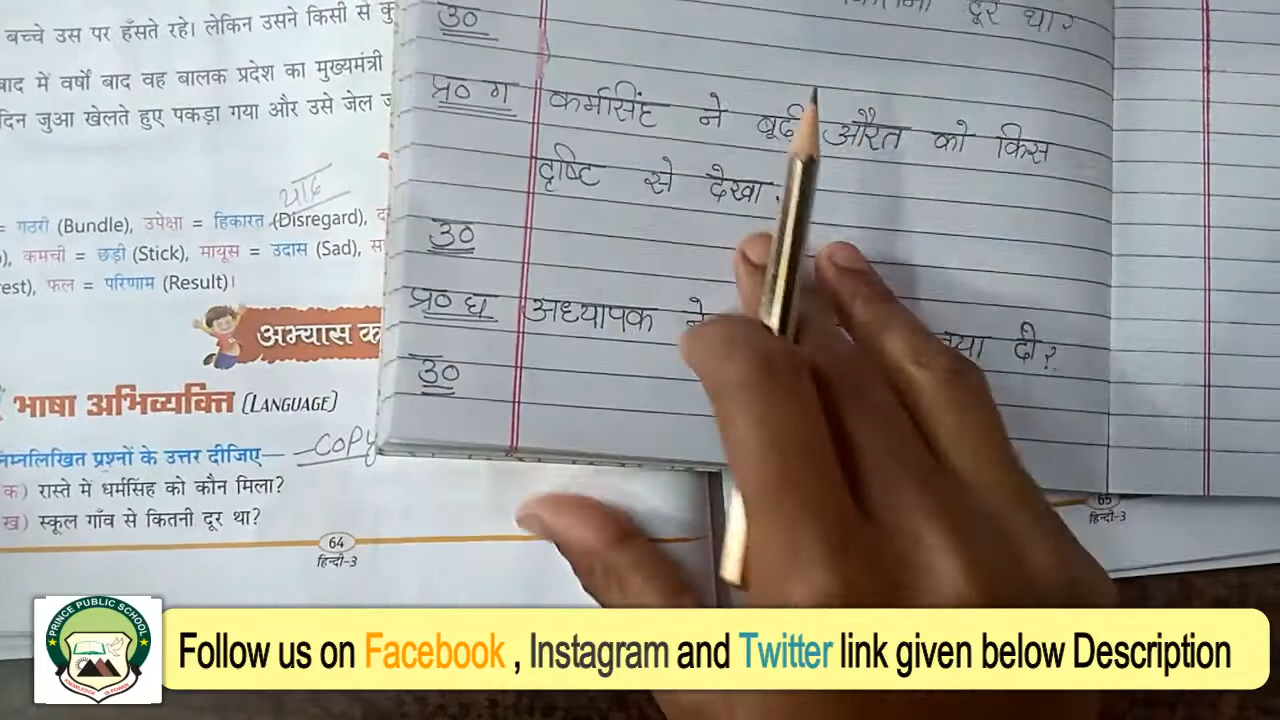 बच्चे उस पर हँसते रहे। लेकिन उसने किसी से कु
बाद में वर्षों बाद वह बालक प्रदेश का मुख्यमंत्री
दिन जुआ खेलते हुए पकड़ा गया और उसे जेल ज
याद
= गठरी (Bundle), उपेक्षा = हिकारत (Disregard), द
), कमची = छड़ी (Stick), मायूस = उदास (Sad), स
rest), फल = परिणाम (Result)।
अभ्यास क
भाषा अभिव्यक्ति (LANGUAGE)
निम्नलिखित प्रश्नों के उत्तर दीजिए— COPY
क) रास्ते में धर्मसिंह को कौन मिला?
ख) स्कूल गाँव से कितनी दूर था?
64
हिन्दी-3
दूर था?
उ०
प्र० ग कर्मसिंह ने बूढ़ी औरत को किस
दृष्टि से देखा
उ०
प्र० घ अध्यापक ने क्या दी?
उ०
65
हिन्दी-3
PRINCE PUBLIC SCHOOL
KNOWLEDGE IS POWER
Follow us on Facebook , Instagram and Twitter link given below Description